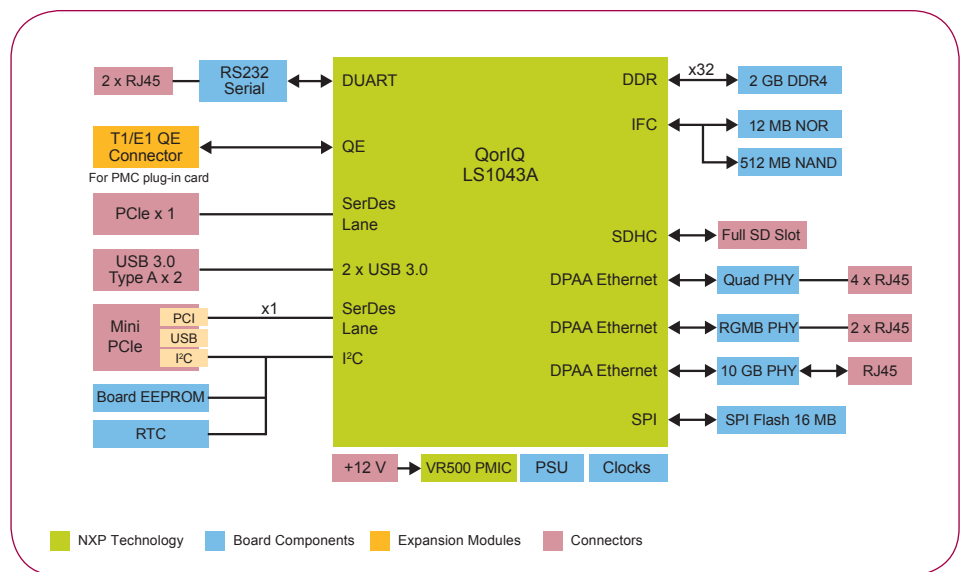 2 x RJ45
RS232
Serial
DUART
DDR
x32
2 GB DDR4
T1/E1 QE
Connector
For PMC plug-in card
QE
QorIQ
LS1043A
IFC
12 MB NOR
512 MB NAND
PCIe x 1
SerDes
Lane
SDHC
Full SD Slot
USB 3.0
Type A x 2
2 x USB 3.0
DPAA Ethernet
Quad PHY
4 x RJ45
Mini
PCIe
PCI
USB
I²C
x1
SerDes
Lane
I²C
DPAA Ethernet
RGMB PHY
2 x RJ45
DPAA Ethernet
10 GB PHY
RJ45
Board EEPROM
RTC
SPI
SPI Flash 16 MB
+12 V
VR500 PMIC
PSU
Clocks
NXP Technology
Board Components
Expansion Modules
Connectors